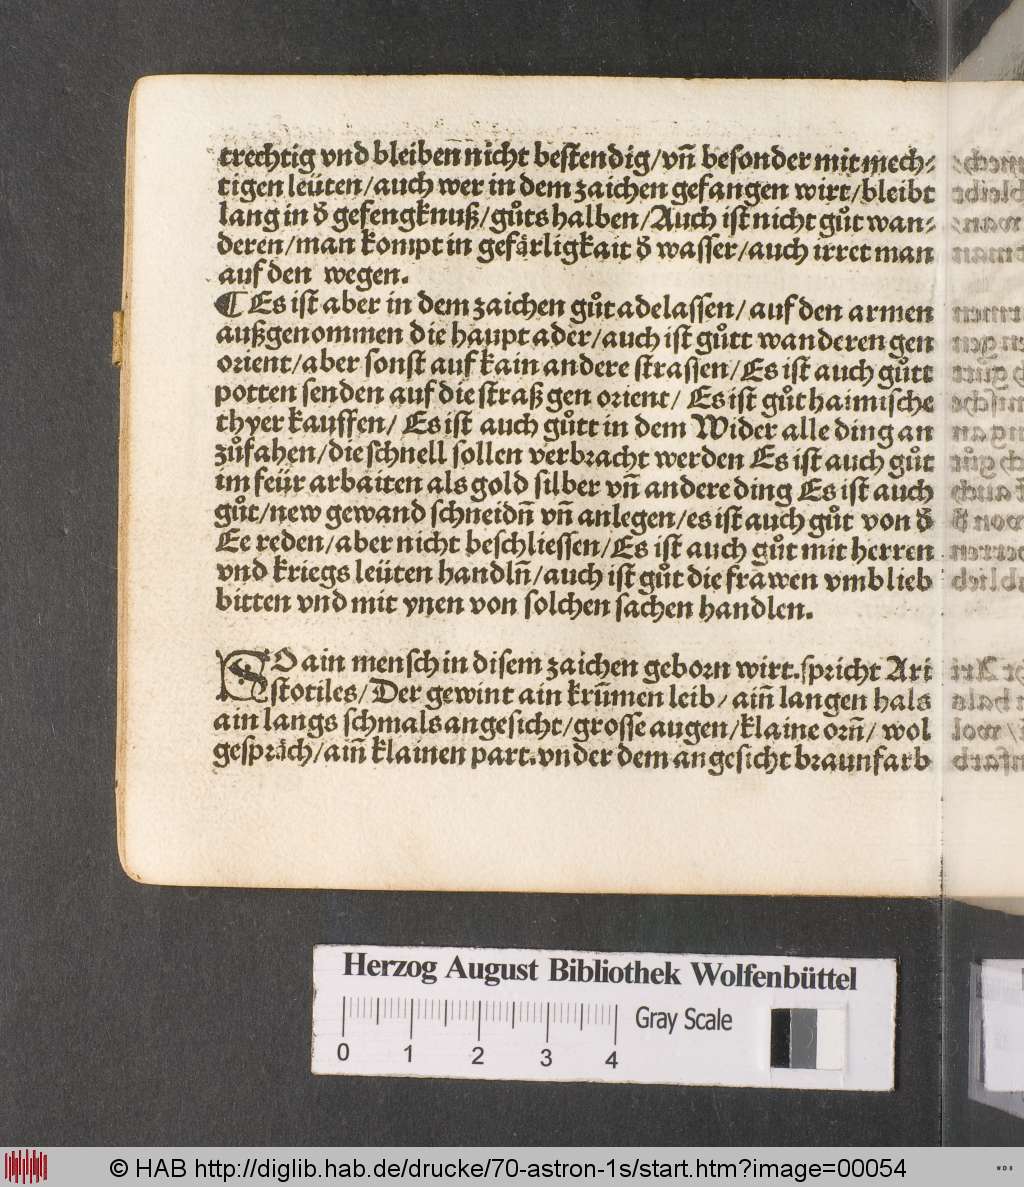 trechtig vnd bleibeñ nicht bestendig/vñ besonder mit mech⸗
tigen leüten/auch wer in dem zaichen gefangen wirt/bleibt
lang in đ gefengknuß/gůts halben/Auch ist nicht gůt wan⸗
deren/man kompt in gefärligkait đ wasser/auch irret man
auf den wegen.
¶ Es ist aber in dem zaichen gůt adelassen/auf den armen
außgenommen die haupt ader/auch ist gůtt wanderen gen
orient/aber sonst auf kain andere strassen/Es ist auch gůtt
potten senden auf die straß gen orient/ Es ist gůt haimische
thyer kauffen/ Es ist auch gůtt in dem Wider alle ding an
zůfahen/die schnell sollen verbracht werden Es ist auch gůt
im feür arbaiten als gold silber vñ andere ding Es ist auch
gůt/new gewand schneidñ vñ anlegen/es ist auch gůt von đ
Ee reden/aber nicht beschliessen/Es ist auch gůt mit herren
vnd kriegs leüten handlñ/auch ist gůt die frawen vmb lieb
bitten vnd mit ynen von solchen sachen handlen.
SO ain mensch in disem zaichen geborn wirt.spricht Ari
stotiles/Der gewint ain krūmen leib/aiñ langen hals
ain langs schmals angesicht/grosse augen/klaine orñ/ wol
gespräch/aiñ klainen part.vnder dem angesicht braunfarb
Herzog August Bibliothek Wolfenbüttel
Gray Scale
0 1 2 3 4
© HAB http://diglib.hab.de/drucke/70-astron-1s/start.htm?image=00054